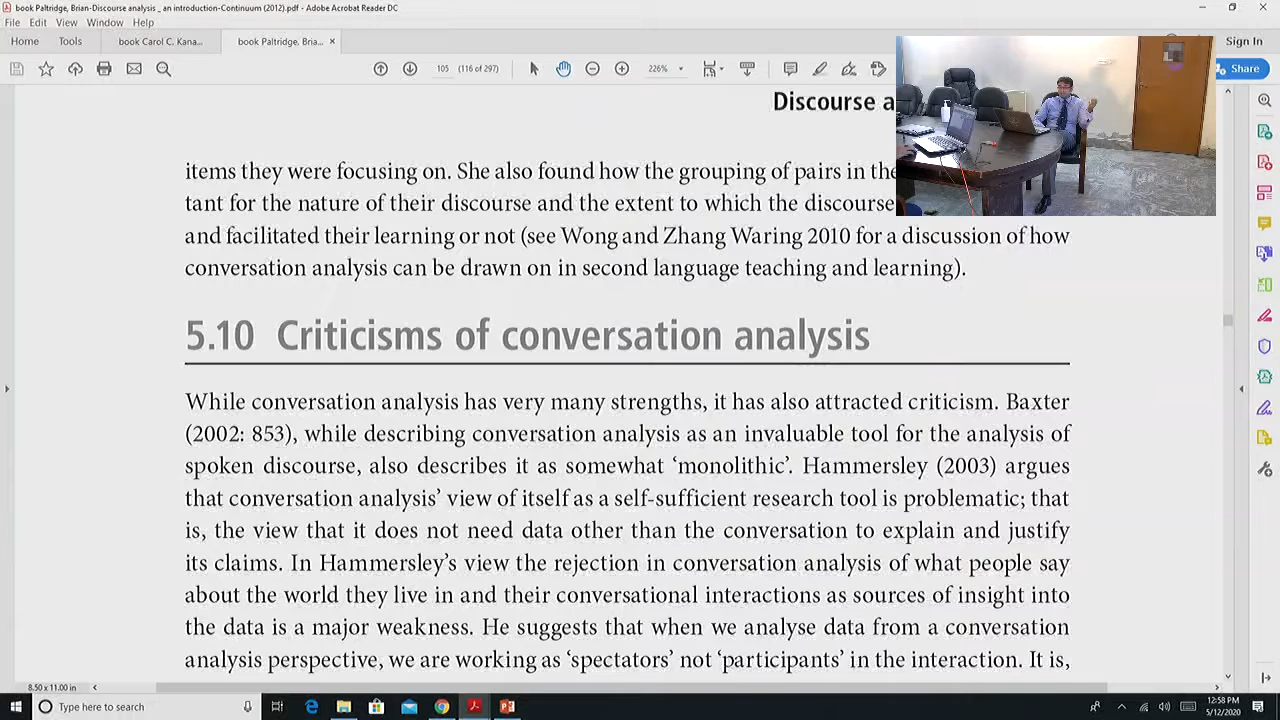 book Paltridge, Brian-Discourse analysis _ an introduction-Continuum (2012).pdf - Adobe Acrobat Reader DC
File Edit View Window Help
Home Tools book Carol C. Kana... book Paltridge, Bria... × Sign In
105 (116 of 297) 226% Share
Discourse a
items they were focusing on. She also found how the grouping of pairs in the
tant for the nature of their discourse and the extent to which the discourse
and facilitated their learning or not (see Wong and Zhang Waring 2010 for a discussion of how
conversation analysis can be drawn on in second language teaching and learning).
5.10 Criticisms of conversation analysis
While conversation analysis has very many strengths, it has also attracted criticism. Baxter
(2002: 853), while describing conversation analysis as an invaluable tool for the analysis of
spoken discourse, also describes it as somewhat ‘monolithic’. Hammersley (2003) argues
that conversation analysis’ view of itself as a self-sufficient research tool is problematic; that
is, the view that it does not need data other than the conversation to explain and justify
its claims. In Hammersley’s view the rejection in conversation analysis of what people say
about the world they live in and their conversational interactions as sources of insight into
the data is a major weakness. He suggests that when we analyse data from a conversation
analysis perspective, we are working as ‘spectators’ not ‘participants’ in the interaction. It is,
8.50 x 11.00 in
Type here to search
12:58 PM
5/12/2020